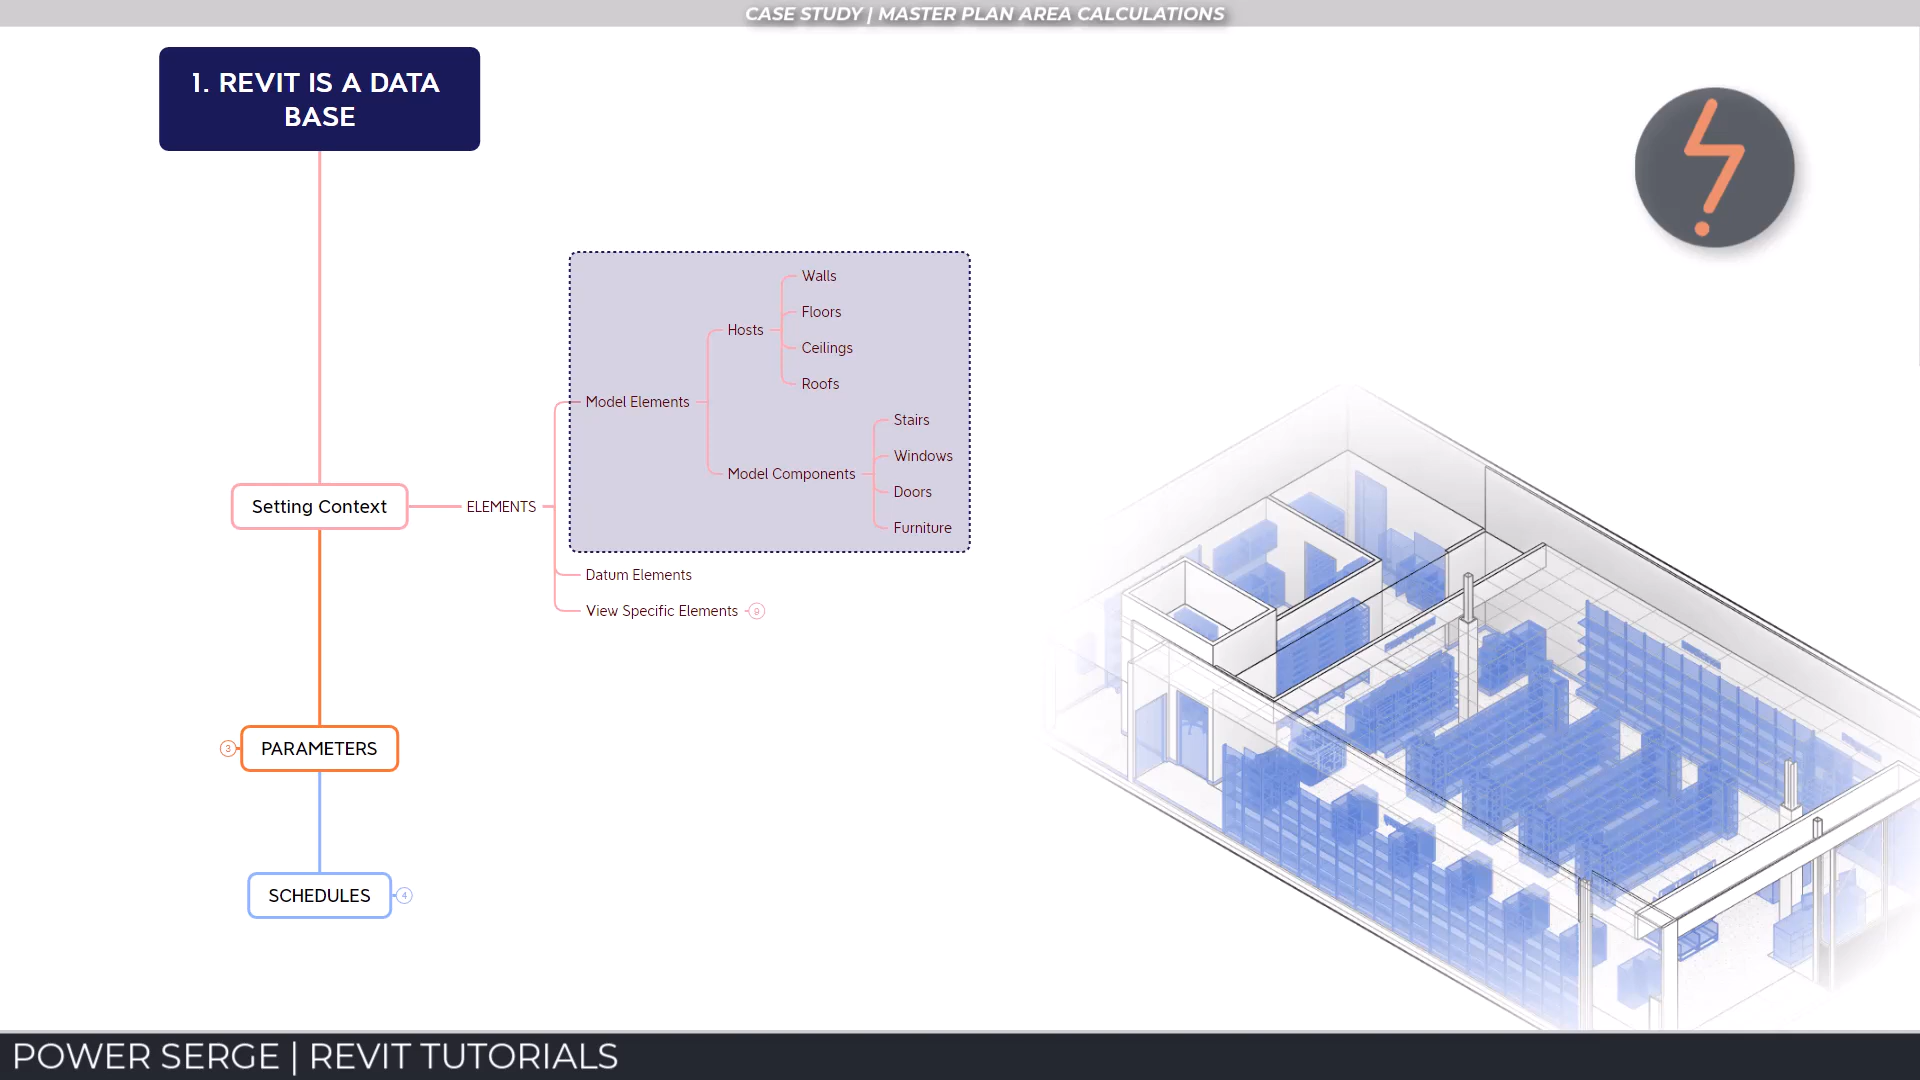 CASE STUDY | MASTER PLAN AREA CALCULATIONS
1. REVIT IS A DATA
BASE
Walls
Floors
Hosts
Ceilings
Roofs
Model Elements
Stairs
Windows
Model Components
Doors
Furniture
Setting Context
ELEMENTS
Datum Elements
View Specific Elements
9
3
PARAMETERS
SCHEDULES
4
POWER SERGE | REVIT TUTORIALS